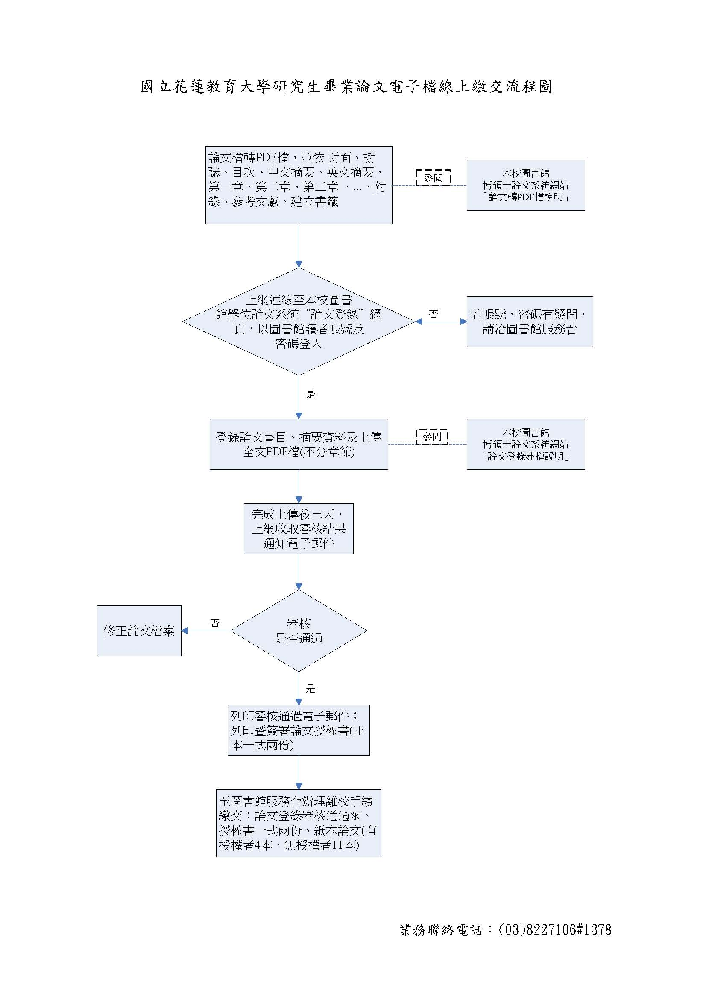 國立花蓮教育大學研究生畢業論文電子檔線上繳交流程圖
論文檔轉PDF檔，並依 封面、謝
誌、目次、中文摘要、英文摘要、
第一章、第二章、第三章 、...、附
錄、參考文獻，建立書籤
參閱
本校圖書館
博碩士論文系統網站
「論文轉PDF檔說明」
上網連線至本校圖書
館學位論文系統“論文登錄”網
頁，以圖書館讀者帳號及
密碼登入
否
若帳號、密碼有疑問，
請洽圖書館服務台
是
登錄論文書目、摘要資料及上傳
全文PDF檔(不分章節)
參閱
本校圖書館
博碩士論文系統網站
「論文登錄建檔說明」
完成上傳後三天，
上網收取審核結果
通知電子郵件
審核
是否通過
否
修正論文檔案
是
列印審核通過電子郵件；
列印暨簽署論文授權書(正
本一式兩份)
至圖書館服務台辦理離校手續
繳交：論文登錄審核通過函、
授權書一式兩份、紙本論文(有
授權者4本，無授權者11本)
業務聯絡電話：(03)8227106#1378